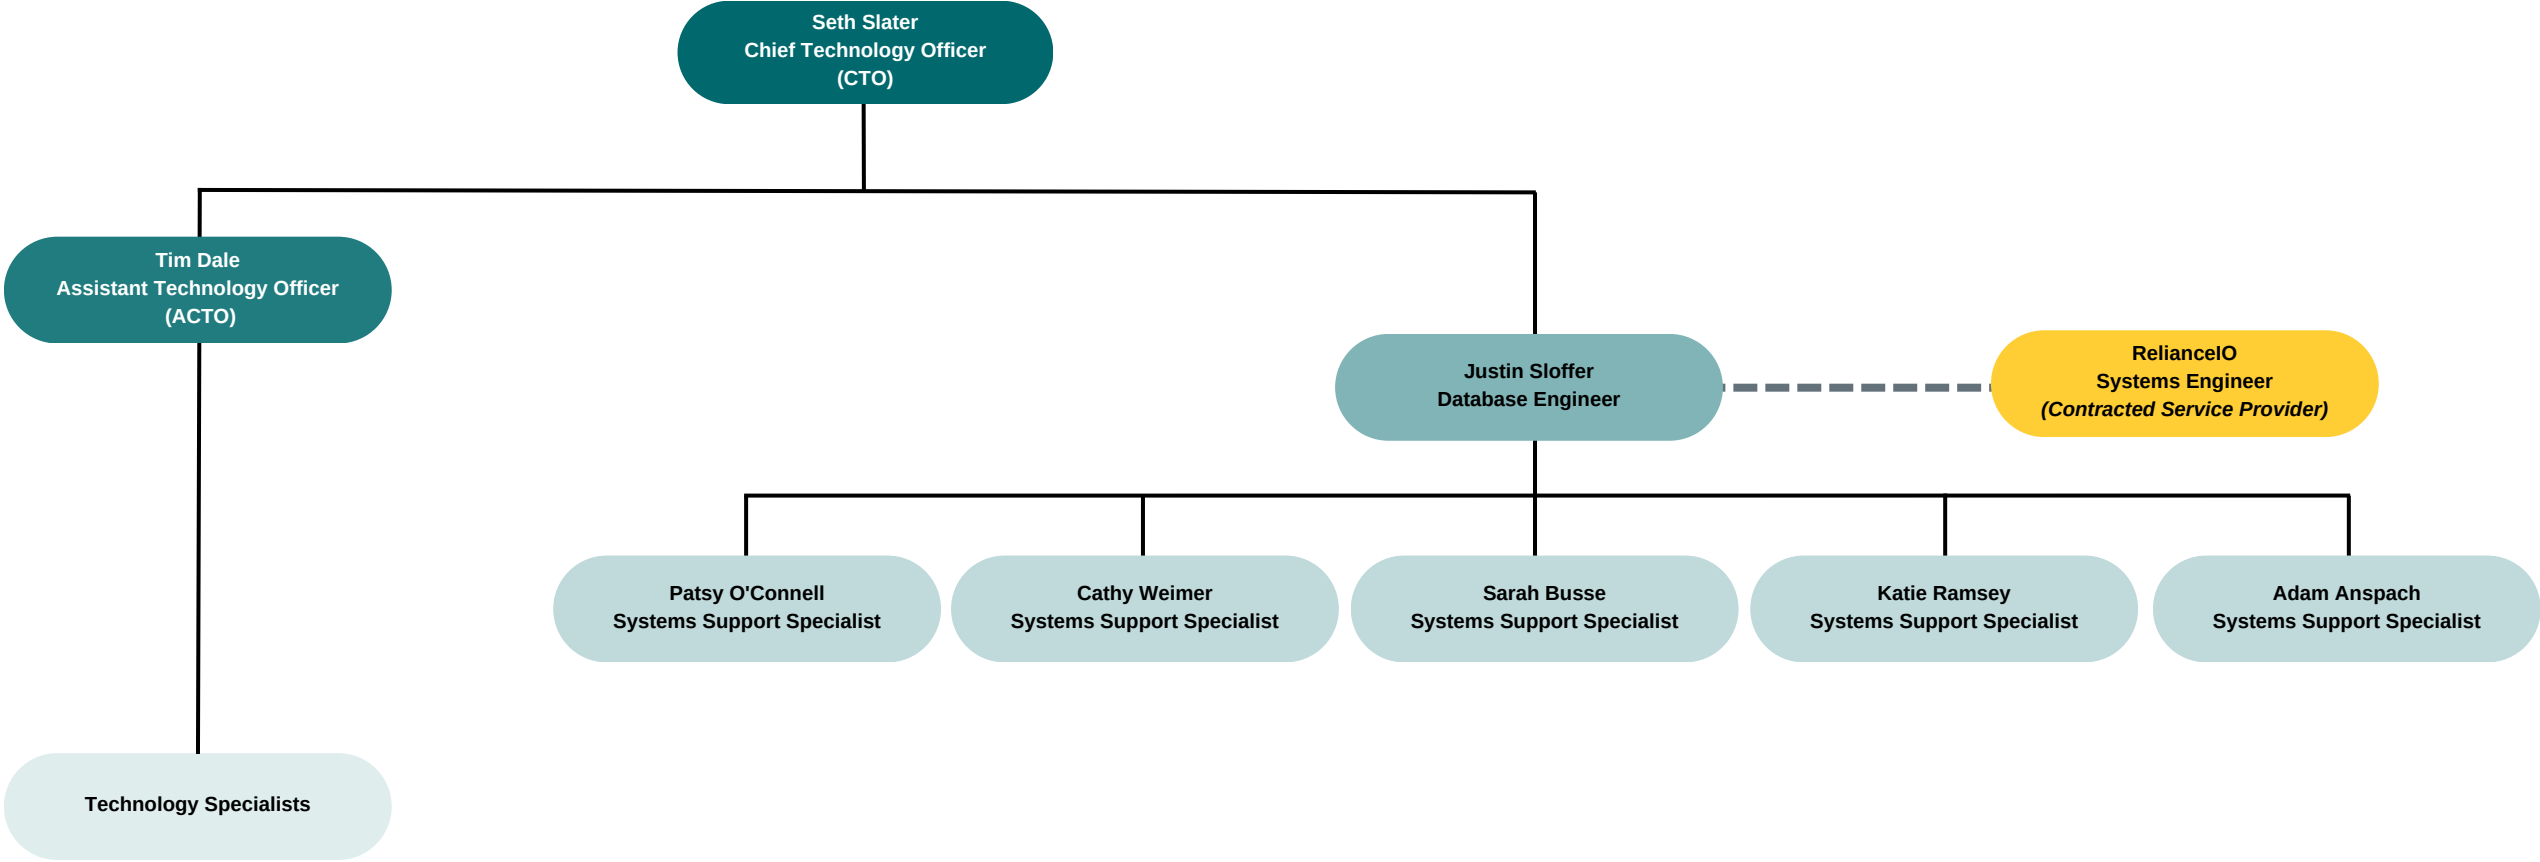 Seth Slater
Chief Technology Officer
(CTO)
Tim Dale
Assistant Technology Officer
(ACTO)
Justin Sloffer
Database Engineer
RelianceIO
Systems Engineer
(Contracted Service Provider)
Patsy O'Connell
Systems Support Specialist
Cathy Weimer
Systems Support Specialist
Sarah Busse
Systems Support Specialist
Katie Ramsey
Systems Support Specialist
Adam Anspach
Systems Support Specialist
Technology Specialists